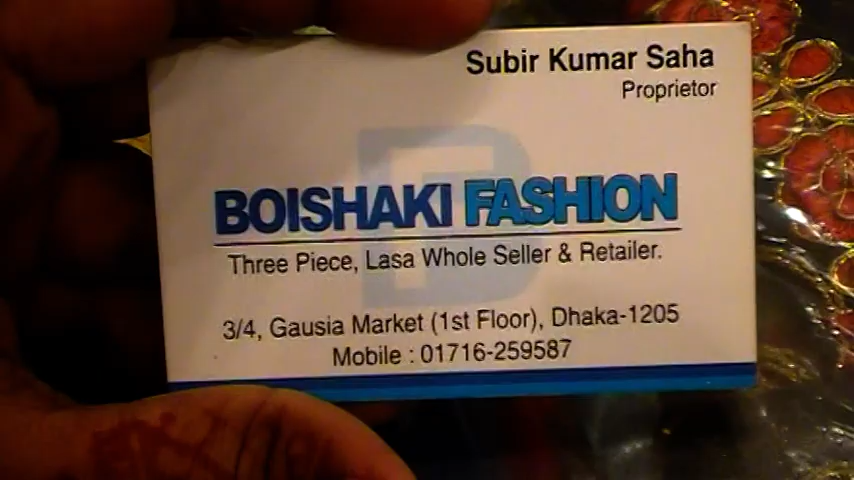 Subir Kumar Saha
Proprietor
BOISHAKI FASHION
Three Piece, Lasa Whole Seller & Retailer.
3/4, Gausia Market (1st Floor), Dhaka-1205
Mobile : 01716-259587